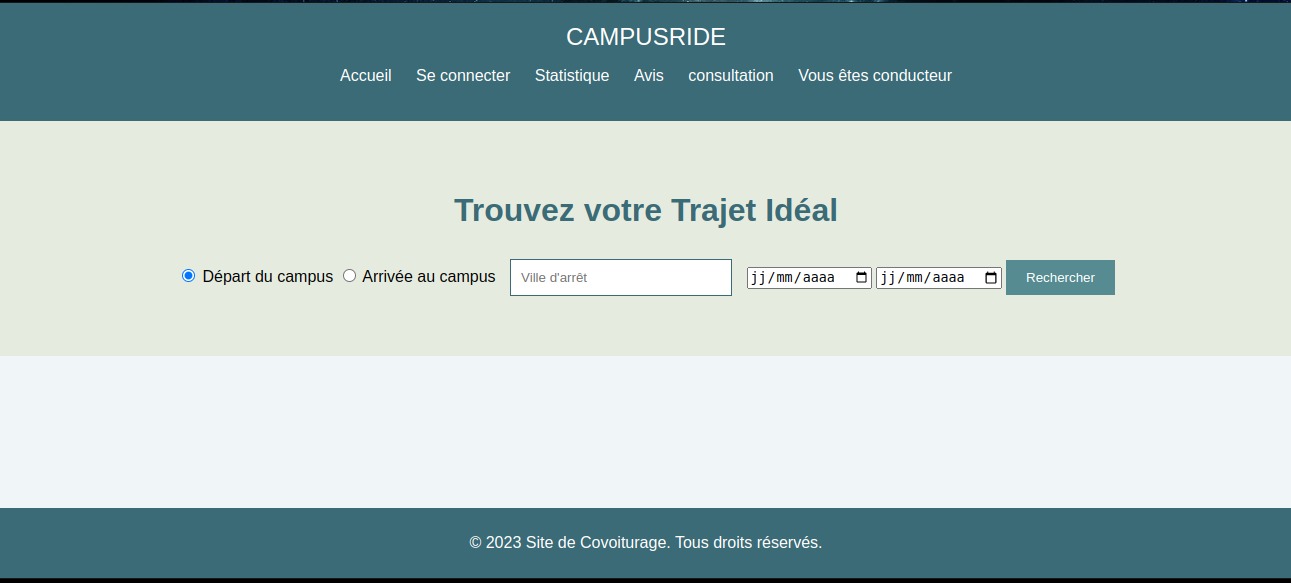 CAMPUSRIDE
Accueil Se connecter Statistique Avis consultation Vous êtes conducteur
Trouvez votre Trajet Idéal
Départ du campus Arrivée au campus Ville d'arrêt jj/mm/aaaa jj/mm/aaaa Rechercher
© 2023 Site de Covoiturage. Tous droits réservés.